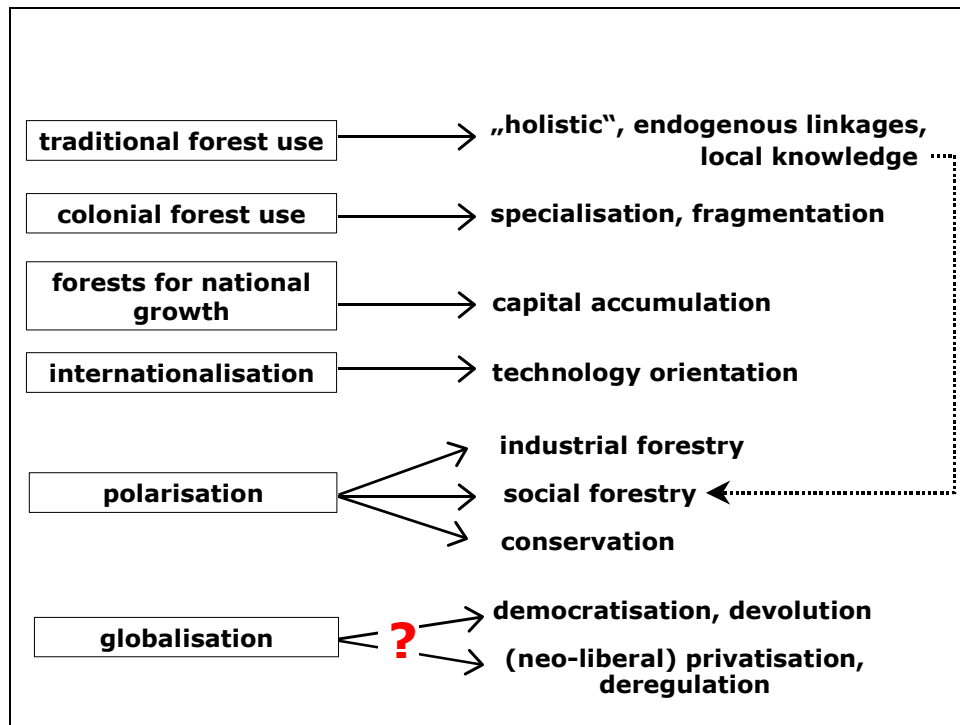 traditional forest use
„holistic“, endogenous linkages,
local knowledge
colonial forest use
specialisation, fragmentation
forests for national
growth
capital accumulation
internationalisation
technology orientation
polarisation
industrial forestry
social forestry
conservation
globalisation
?
democratisation, devolution
(neo-liberal) privatisation,
deregulation